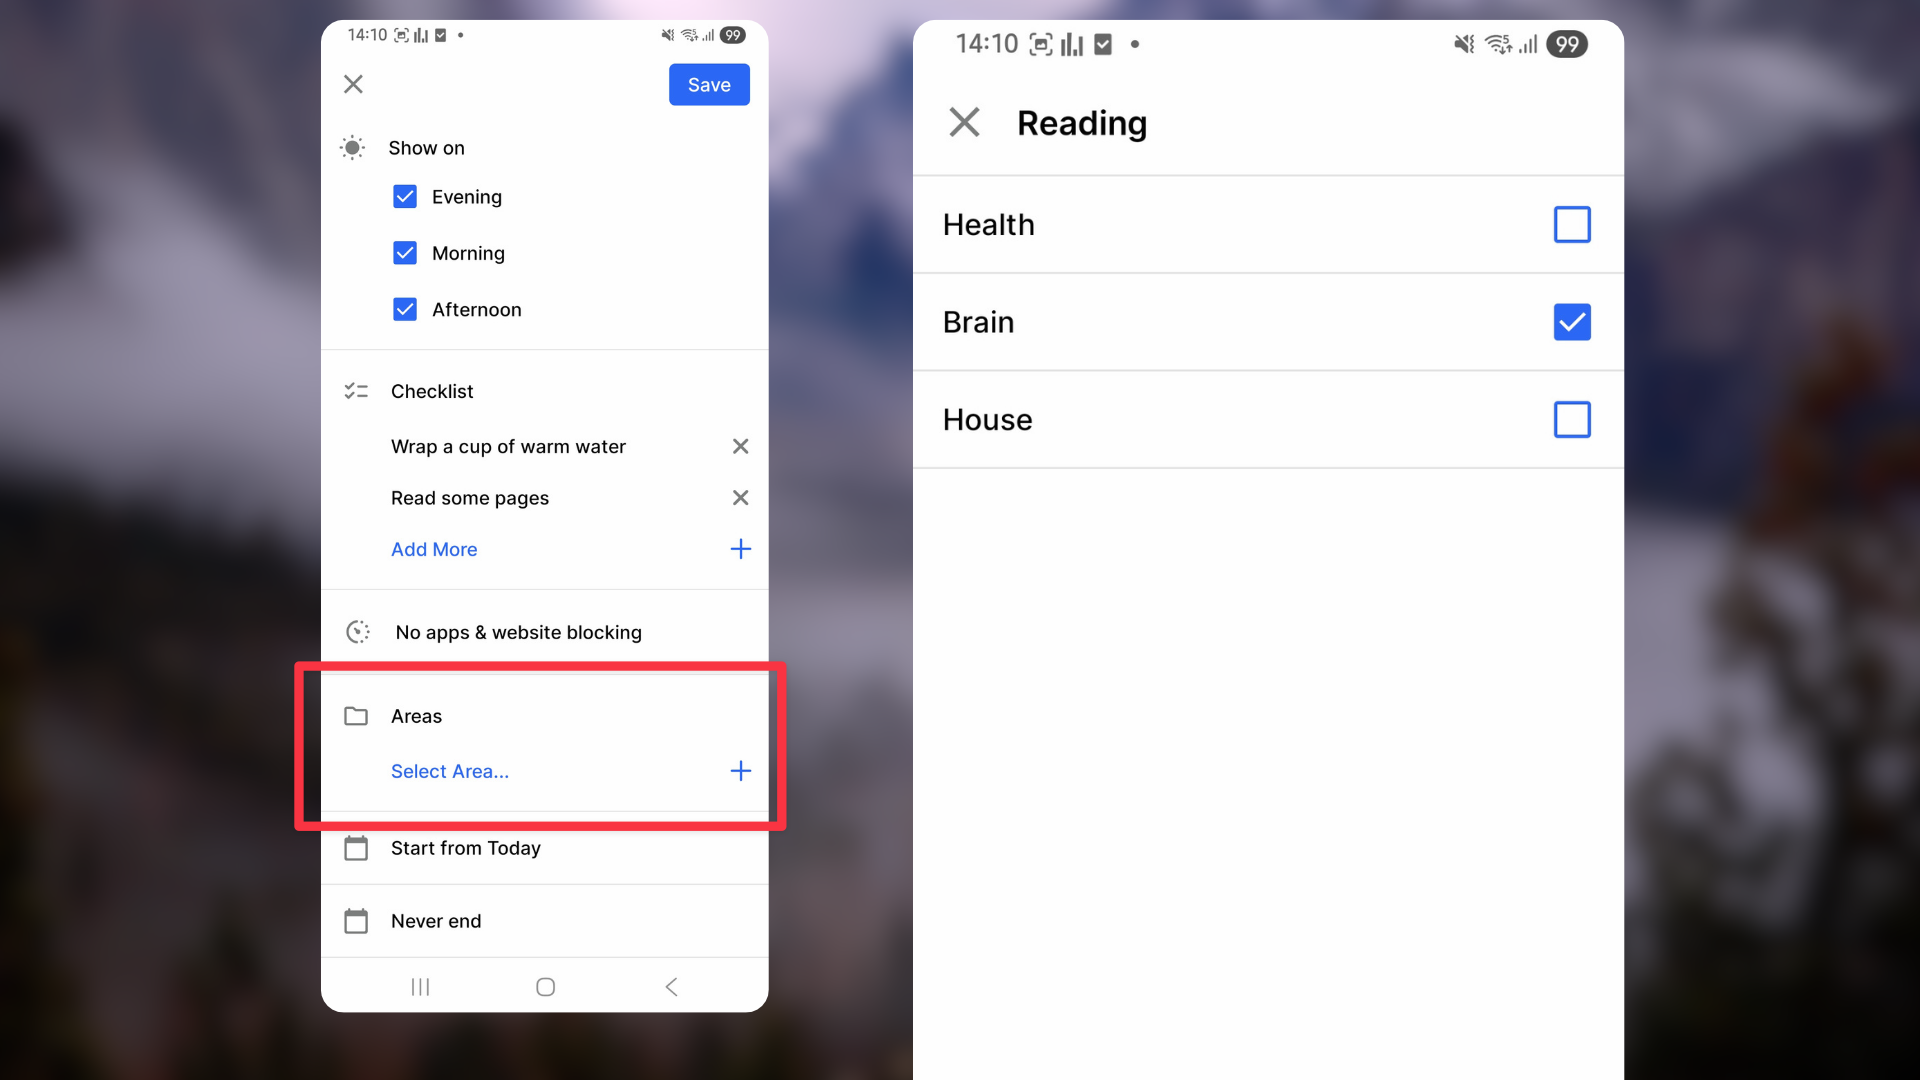 14:10
99
Save
Show on
Evening
Morning
Afternoon
Checklist
Wrap a cup of warm water
Read some pages
Add More
No apps & website blocking
Areas
Select Area...
Start from Today
Never end
14:10
5
99
Reading
Health
Brain
House